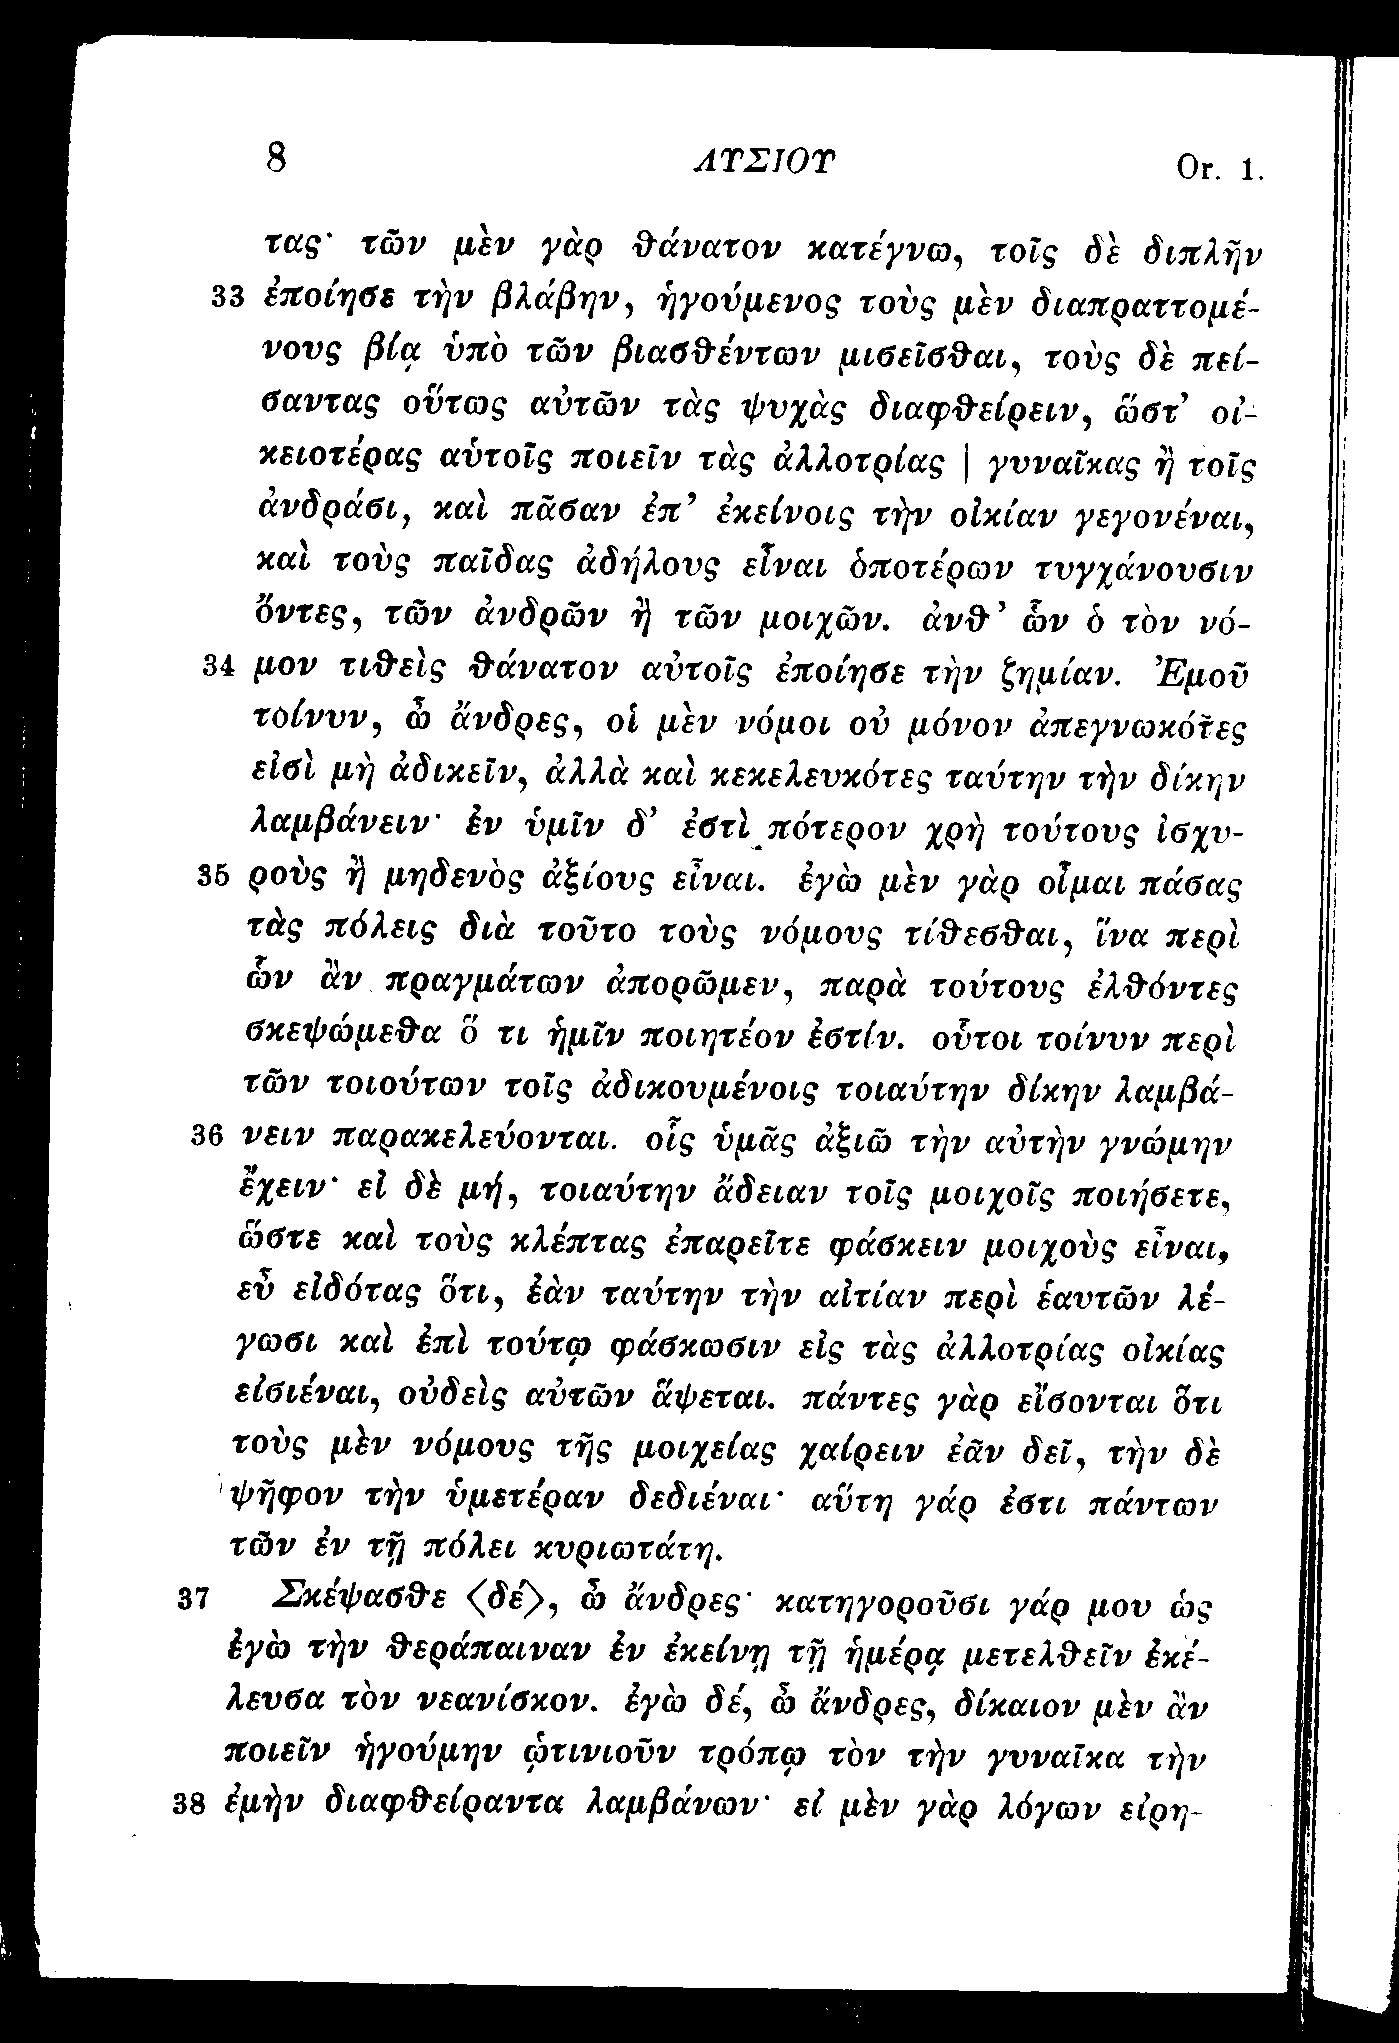 8 ΛΥΣΙΟΥ Or. 1.
τας· τῶν μὲν γὰρ θάνατον κατέγνω, τοῖς δὲ διπλῆν
33 ἐποίησε τὴν βλάβην, ἡγούμενος τοὺς μὲν διαπραττομέ-
νους βίᾳ ὑπὸ τῶν βιασθέντων μισεῖσθαι, τοὺς δὲ πεί-
σαντας οὕτως αὐτῶν τὰς ψυχὰς διαφθείρειν, ὥστ’ οἰ-
κειοτέρας αὑτοῖς ποιεῖν τὰς ἀλλοτρίας | γυναῖκας ἢ τοῖς
ἀνδράσι, καὶ πᾶσαν ἐπ’ ἐκείνοις τὴν οἰκίαν γεγονέναι,
καὶ τοὺς παῖδας ἀδήλους εἶναι ὁποτέρων τυγχάνουσιν
ὄντες, τῶν ἀνδρῶν ἢ τῶν μοιχῶν. ἀνθ’ ὧν ὁ τὸν νό-
34 μον τιθεὶς θάνατον αὐτοῖς ἐποίησε τὴν ζημίαν. Ἐμοῦ
τοίνυν, ὦ ἄνδρες, οἱ μὲν νόμοι οὐ μόνον ἀπεγνωκότες
εἰσὶ μὴ ἀδικεῖν, ἀλλὰ καὶ κεκελευκότες ταύτην τὴν δίκην
λαμβάνειν· ἐν ὑμῖν δ’ ἐστὶ πότερον χρὴ τούτους ἰσχυ-
35 ροὺς ἢ μηδενὸς ἀξίους εἶναι. ἐγὼ μὲν γὰρ οἶμαι πάσας
τὰς πόλεις διὰ τοῦτο τοὺς νόμους τίθεσθαι, ἵνα περὶ
ὧν ἂν πραγμάτων ἀπορῶμεν, παρὰ τούτους ἐλθόντες
σκεψώμεθα ὅ τι ἡμῖν ποιητέον ἐστίν. οὗτοι τοίνυν περὶ
τῶν τοιούτων τοῖς ἀδικουμένοις τοιαύτην δίκην λαμβά-
36 νειν παρακελεύονται. οἷς ὑμᾶς ἀξιῶ τὴν αὐτὴν γνώμην
ἔχειν· εἰ δὲ μή, τοιαύτην ἄδειαν τοῖς μοιχοῖς ποιήσετε,
ὥστε καὶ τοὺς κλέπτας ἐπαρεῖτε φάσκειν μοιχοὺς εἶναι,
εὖ εἰδότας ὅτι, ἐὰν ταύτην τὴν αἰτίαν περὶ ἑαυτῶν λέ-
γωσι καὶ ἐπὶ τούτῳ φάσκωσιν εἰς τὰς ἀλλοτρίας οἰκίας
εἰσιέναι, οὐδεὶς αὐτῶν ἅψεται. πάντες γὰρ εἴσονται ὅτι
τοὺς μὲν νόμους τῆς μοιχείας χαίρειν ἐᾶν δεῖ, τὴν δὲ
ψῆφον τὴν ὑμετέραν δεδιέναι· αὕτη γάρ ἐστι πάντων
τῶν ἐν τῇ πόλει κυριωτάτη.
37 Σκέψασθε ⟨δέ⟩, ὦ ἄνδρες· κατηγοροῦσι γάρ μου ὡς
ἐγὼ τὴν θεράπαιναν ἐν ἐκείνῃ τῇ ἡμέρᾳ μετελθεῖν ἐκέ-
λευσα τὸν νεανίσκον. ἐγὼ δέ, ὦ ἄνδρες, δίκαιον μὲν ἂν
ποιεῖν ἡγούμην ᾡτινιοῦν τρόπῳ τὸν τὴν γυναῖκα τὴν
38 ἐμὴν διαφθείραντα λαμβάνων· εἰ μὲν γὰρ λόγων εἰρη-